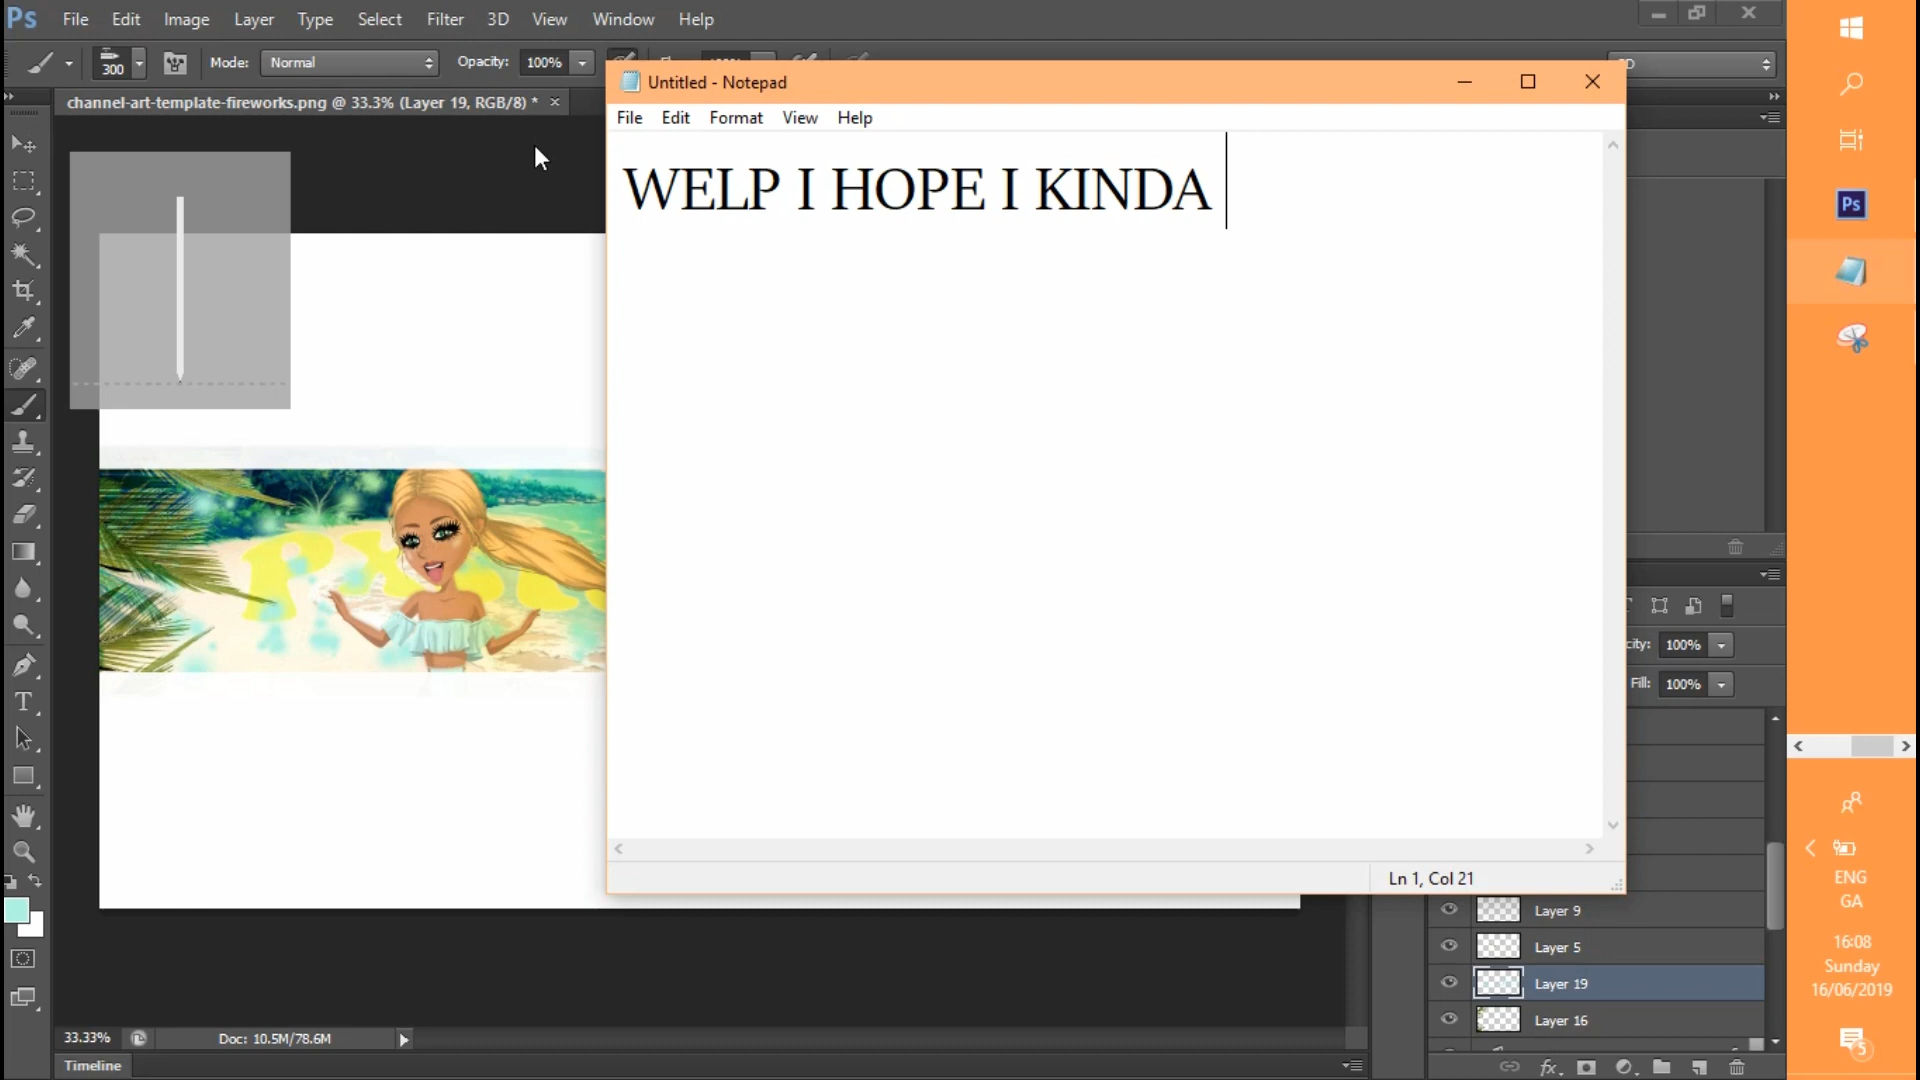 Ps File Edit Image Layer Type Select Filter 3D View Window Help
300 Mode: Normal Opacity: 100%
channel-art-template-fireworks.png @ 33.3% (Layer 19, RGB/8) * ×
Untitled - Notepad
File Edit Format View Help
WELP I HOPE I KINDA
Ln 1, Col 21
Ps
100%
Fill: 100%
Layer 9
Layer 5
Layer 19
Layer 16
33.33% Doc: 10.5M/78.6M
Timeline
ENG
GA
16:08
Sunday
16/06/2019
5